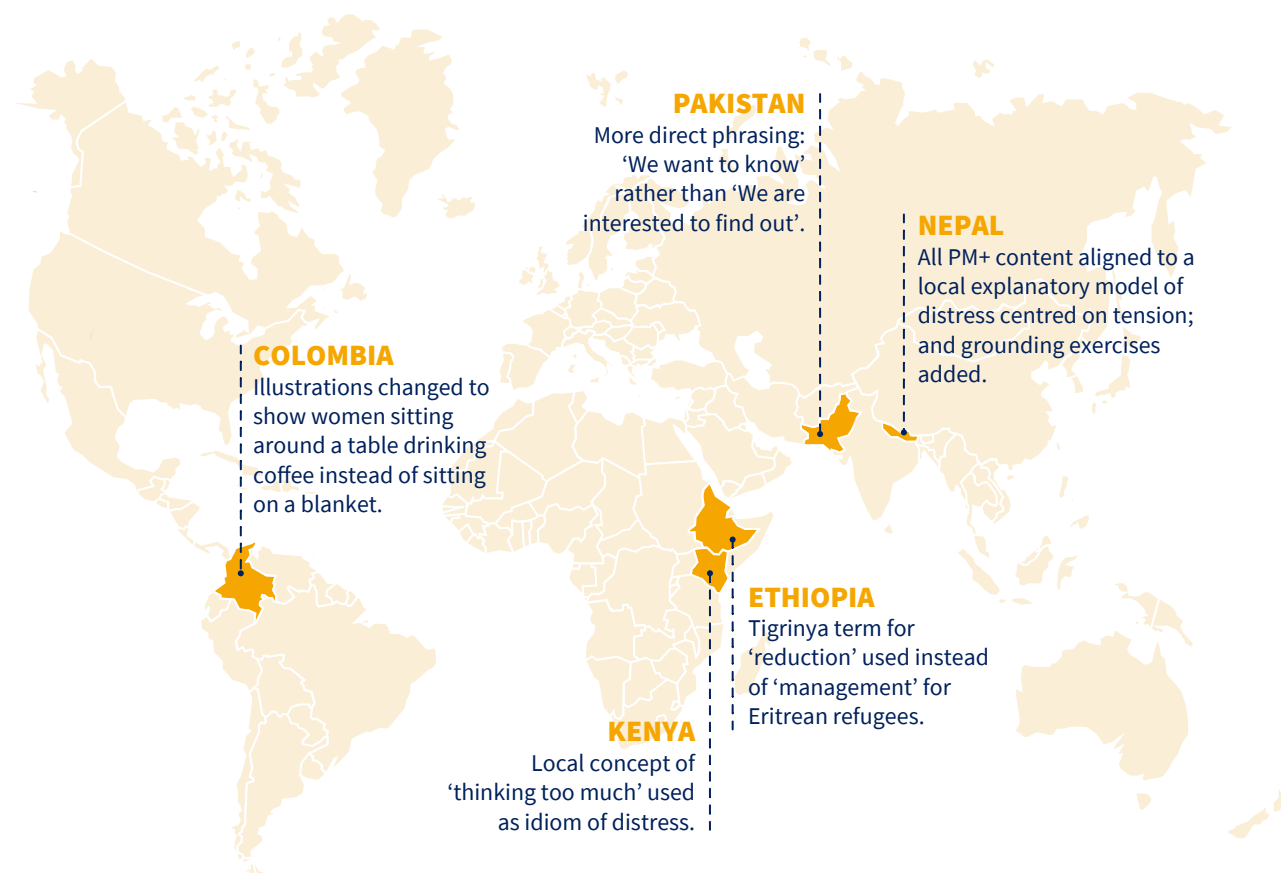 PAKISTAN
More direct phrasing:
‘We want to know’
rather than ‘We are
interested to find out’.
NEPAL
All PM+ content aligned to a
local explanatory model of
distress centred on tension;
and grounding exercises
added.
COLOMBIA
Illustrations changed to
show women sitting
around a table drinking
coffee instead of sitting
on a blanket.
ETHIOPIA
Tigrinya term for
‘reduction’ used instead
of ‘management’ for
Eritrean refugees.
KENYA
Local concept of
‘thinking too much’ used
as idiom of distress.